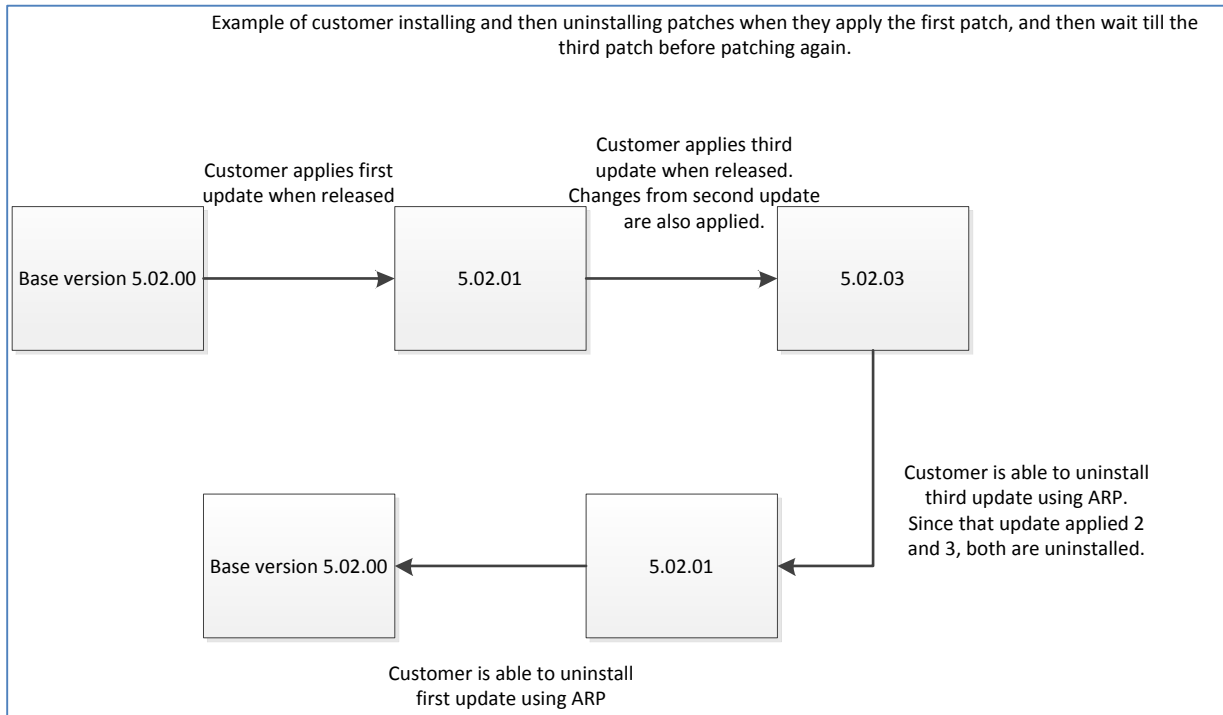 Example of customer installing and then uninstalling patches when they apply the first patch, and then wait till the
third patch before patching again.
Customer applies first
update when released
Customer applies third
update when released.
Changes from second update
are also applied.
Base version 5.02.00
5.02.01
5.02.03
Customer is able to uninstall
third update using ARP.
Since that update applied 2
and 3, both are uninstalled.
Base version 5.02.00
5.02.01
Customer is able to uninstall
first update using ARP